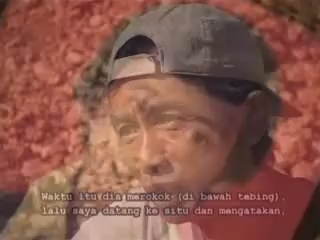 Waktu itu dia merokok (di bawah tebing).
lalu saya datang ke situ dan mengatakan,